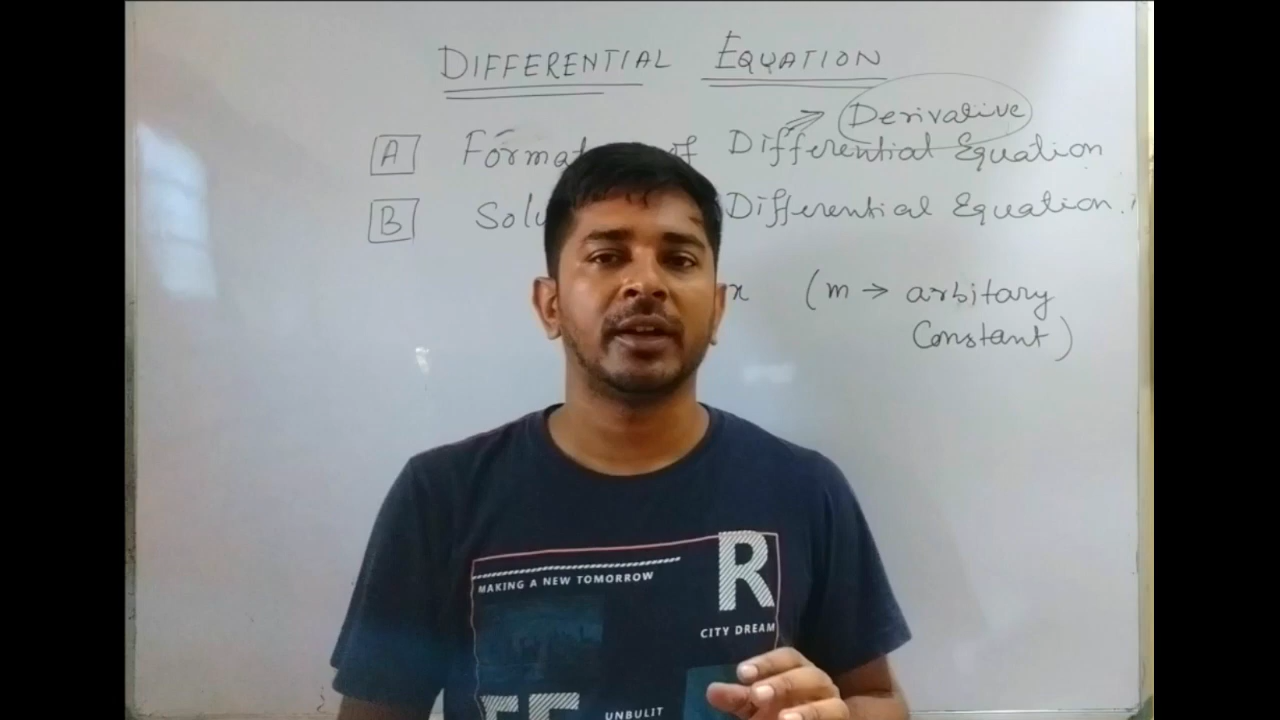 DIFFERENTIAL EQUATION
Derivative
A Format of Differential Equation
B Solu Differential Equation.
x (m → arbitary
Constant)
MAKING A NEW TOMORROW
R
CITY DREAM
UNBULIT